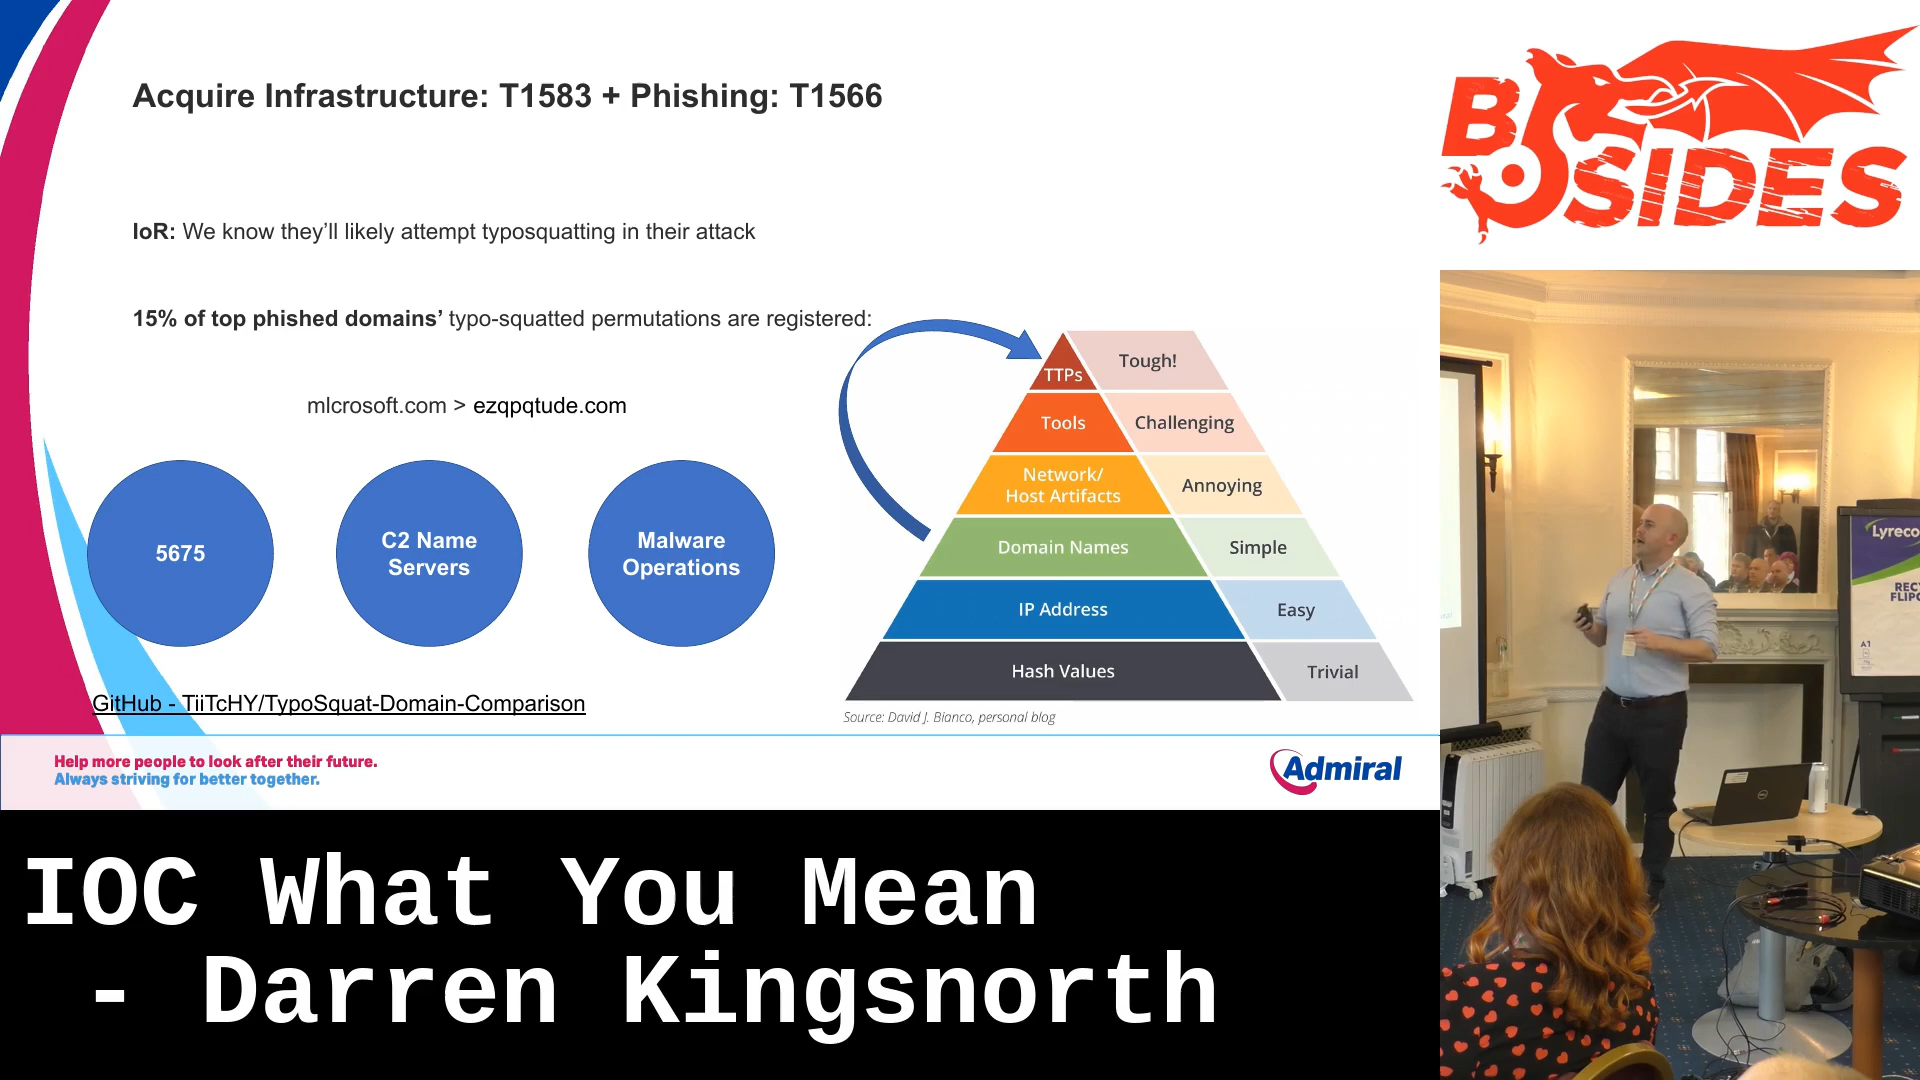 Acquire Infrastructure: T1583 + Phishing: T1566
IoR: We know they’ll likely attempt typosquatting in their attack
15% of top phished domains’ typo-squatted permutations are registered:
mlcrosoft.com > ezqpqtude.com
5675
C2 Name
Servers
Malware
Operations
GitHub - TiiTcHY/TypoSquat-Domain-Comparison
TTPs
Tough!
Tools
Challenging
Network/
Host Artifacts
Annoying
Domain Names
Simple
IP Address
Easy
Hash Values
Trivial
Source: David J. Bianco, personal blog
Help more people to look after their future.
Always striving for better together.
Admiral
BSIDES
Lyreco
A1
IOC What You Mean
- Darren Kingsnorth